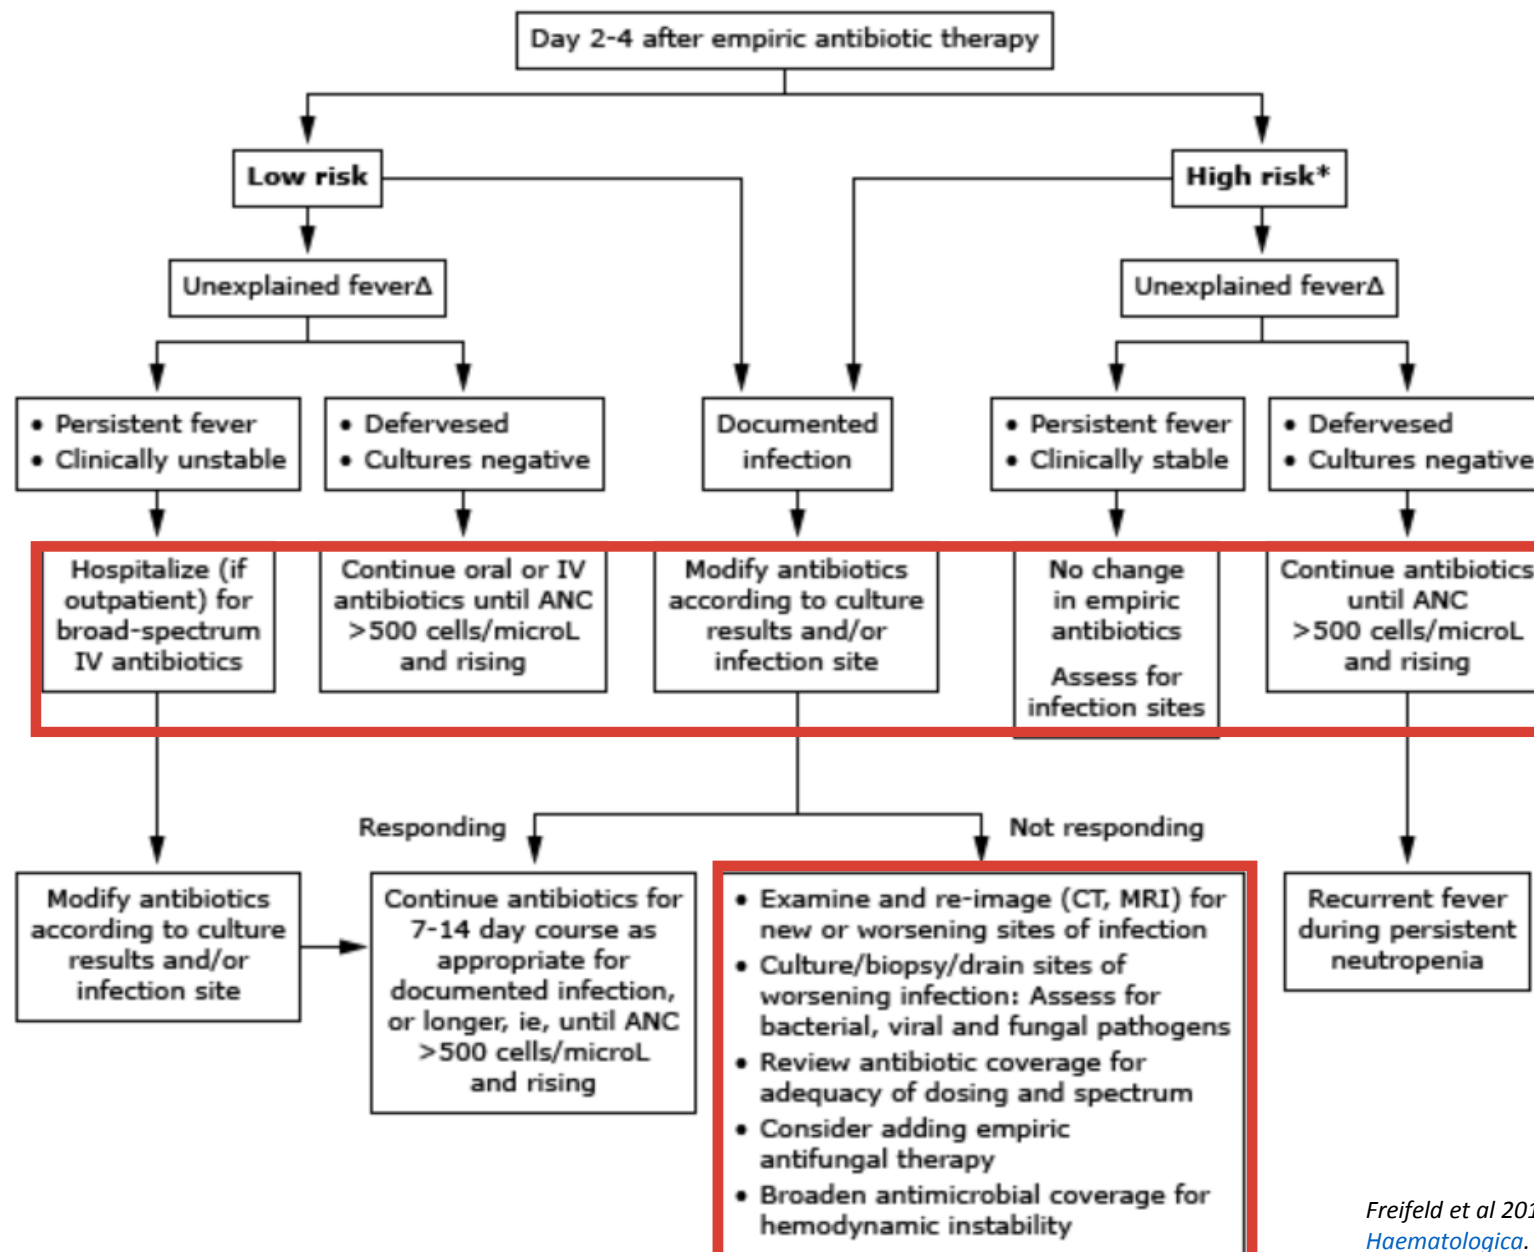 Day 2-4 after empiric antibiotic therapy
Low risk
High risk*
Unexplained feverΔ
Unexplained feverΔ
• Persistent fever
• Clinically unstable
• Defervesed
• Cultures negative
Documented
infection
• Persistent fever
• Clinically stable
• Defervesed
• Cultures negative
Hospitalize (if
outpatient) for
broad-spectrum
IV antibiotics
Continue oral or IV
antibiotics until ANC
>500 cells/microL
and rising
Modify antibiotics
according to culture
results and/or
infection site
No change
in empiric
antibiotics
Assess for
infection sites
Continue antibiotics
until ANC
>500 cells/microL
and rising
Responding
Not responding
Modify antibiotics
according to culture
results and/or
infection site
Continue antibiotics for
7-14 day course as
appropriate for
documented infection,
or longer, ie, until ANC
>500 cells/microL
and rising
• Examine and re-image (CT, MRI) for
new or worsening sites of infection
• Culture/biopsy/drain sites of
worsening infection: Assess for
bacterial, viral and fungal pathogens
• Review antibiotic coverage for
adequacy of dosing and spectrum
• Consider adding empiric
antifungal therapy
• Broaden antimicrobial coverage for
hemodynamic instability
Recurrent fever
during persistent
neutropenia
Freifeld et al 201
Haematologica.